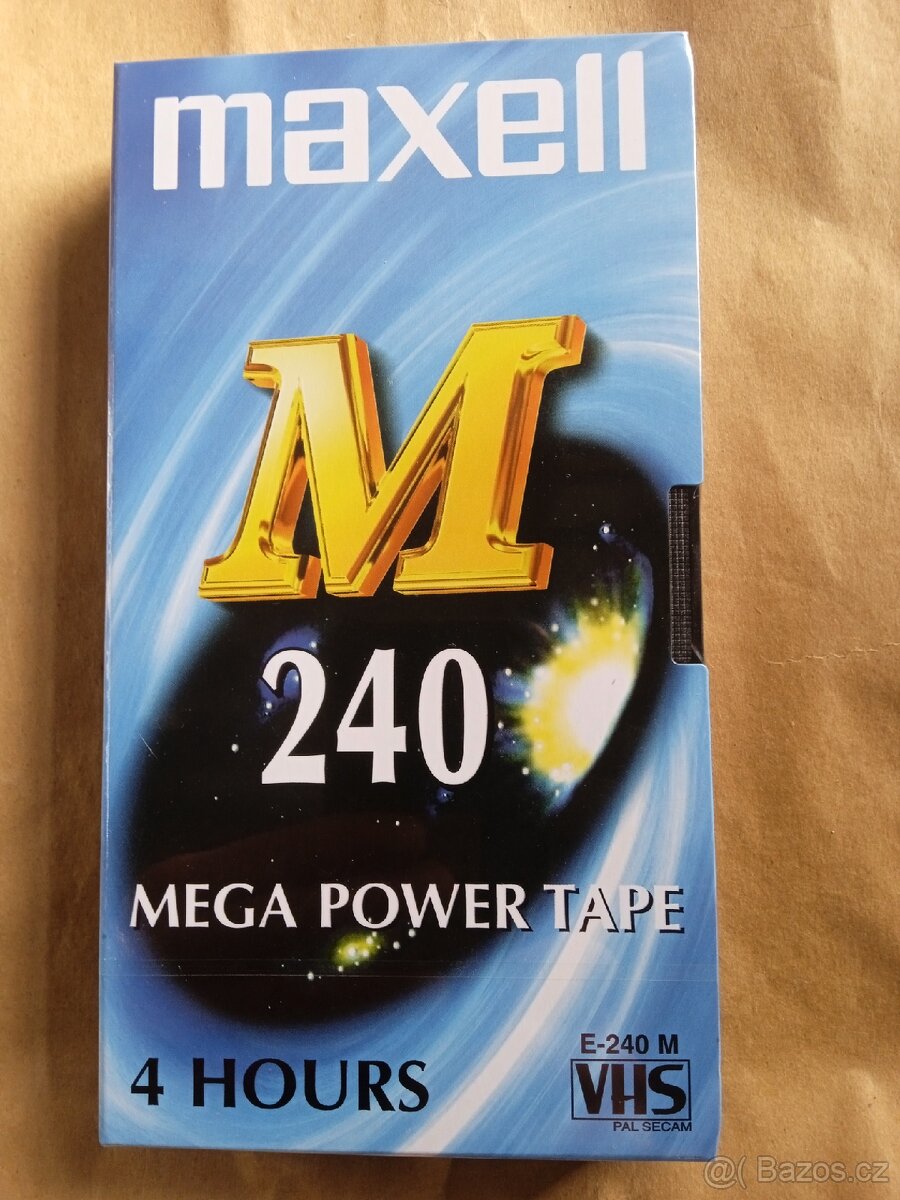 maxell
M
240
MEGA POWER TAPE
4 HOURS
E-240 M
VHS
PAL SECAM
@( Bazos.cz